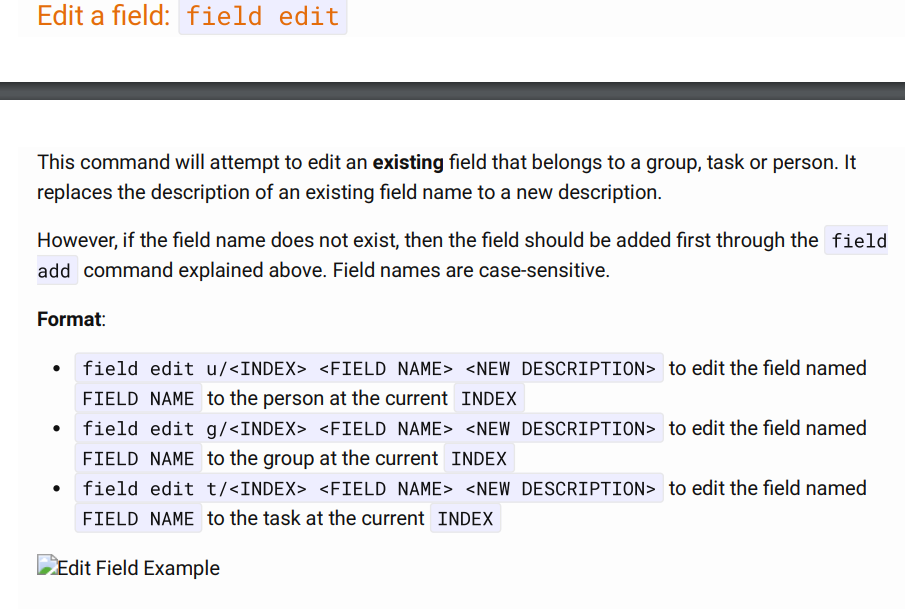 Edit a field: field edit
This command will attempt to edit an existing field that belongs to a group, task or person. It
replaces the description of an existing field name to a new description.
However, if the field name does not exist, then the field should be added first through the field
add command explained above. Field names are case-sensitive.
Format:
• field edit u/<INDEX> <FIELD NAME> <NEW DESCRIPTION> to edit the field named
FIELD NAME to the person at the current INDEX
• field edit g/<INDEX> <FIELD NAME> <NEW DESCRIPTION> to edit the field named
FIELD NAME to the group at the current INDEX
• field edit t/<INDEX> <FIELD NAME> <NEW DESCRIPTION> to edit the field named
FIELD NAME to the task at the current INDEX
Edit Field Example